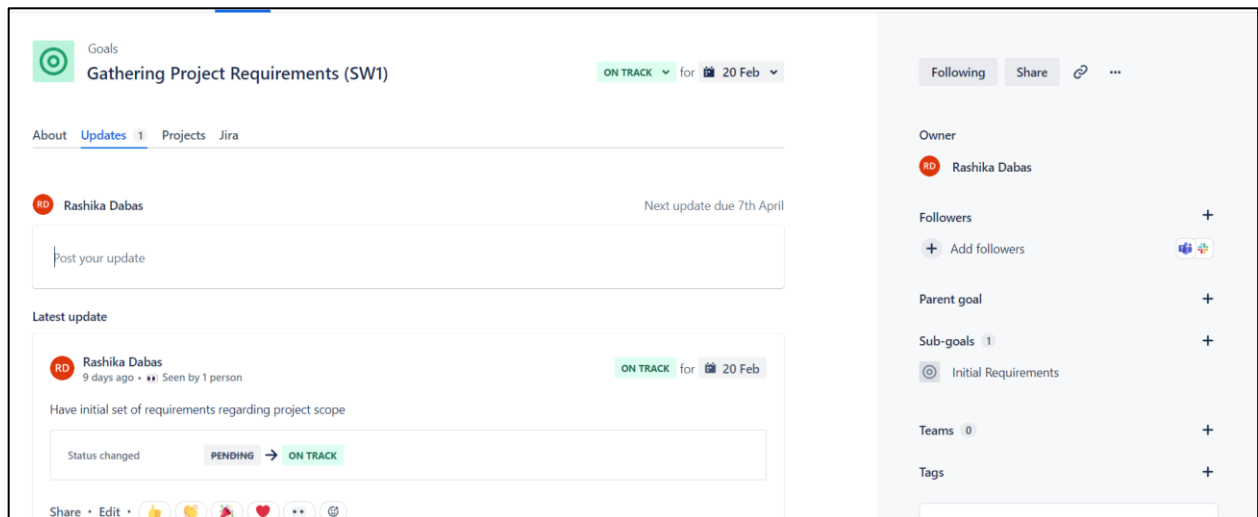 Goals
Gathering Project Requirements (SW1)
ON TRACK for 20 Feb
Following Share
About Updates 1 Projects Jira
Owner
RD Rashika Dabas
RD Rashika Dabas Next update due 7th April
Followers
Add followers
Post your update
Parent goal
Latest update
Sub-goals 1
Initial Requirements
RD Rashika Dabas
9 days ago • Seen by 1 person
ON TRACK for 20 Feb
Have initial set of requirements regarding project scope
Teams 0
Status changed PENDING → ON TRACK
Tags
Share • Edit •